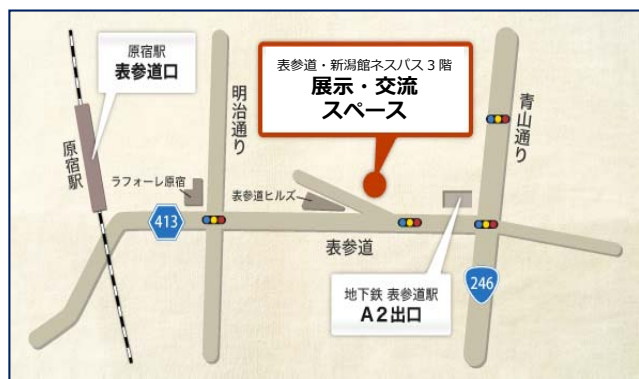 原宿駅
表参道口
原宿駅
ラフォーレ原宿
明治通り
表参道・新潟館ネスパス3階
展示・交流
スペース
青山通り
表参道ヒルズ
413
表参道
地下鉄 表参道駅
A2出口
246